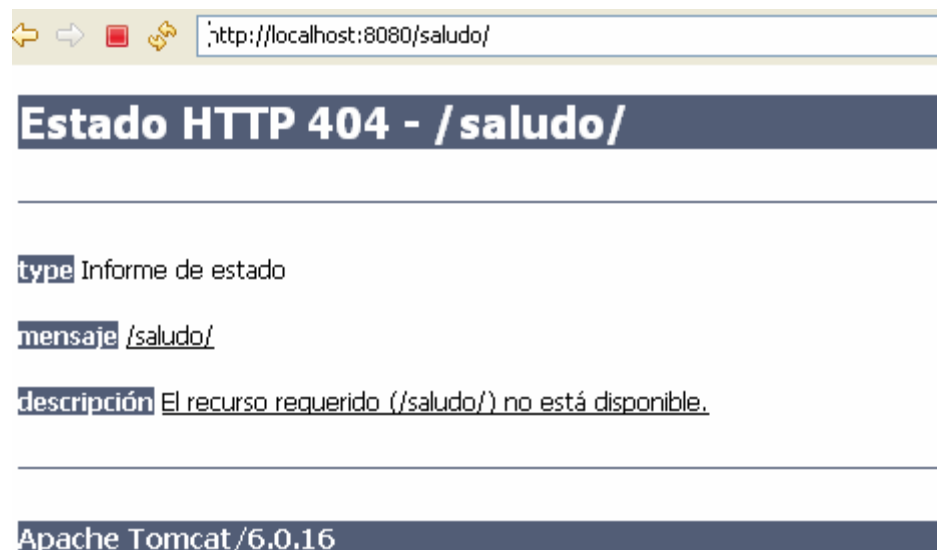 http://localhost:8080/saludo/
Estado HTTP 404 - /saludo/
type Informe de estado
mensaje /saludo/
descripción El recurso requerido (/saludo/) no está disponible.
Apache Tomcat/6.0.16